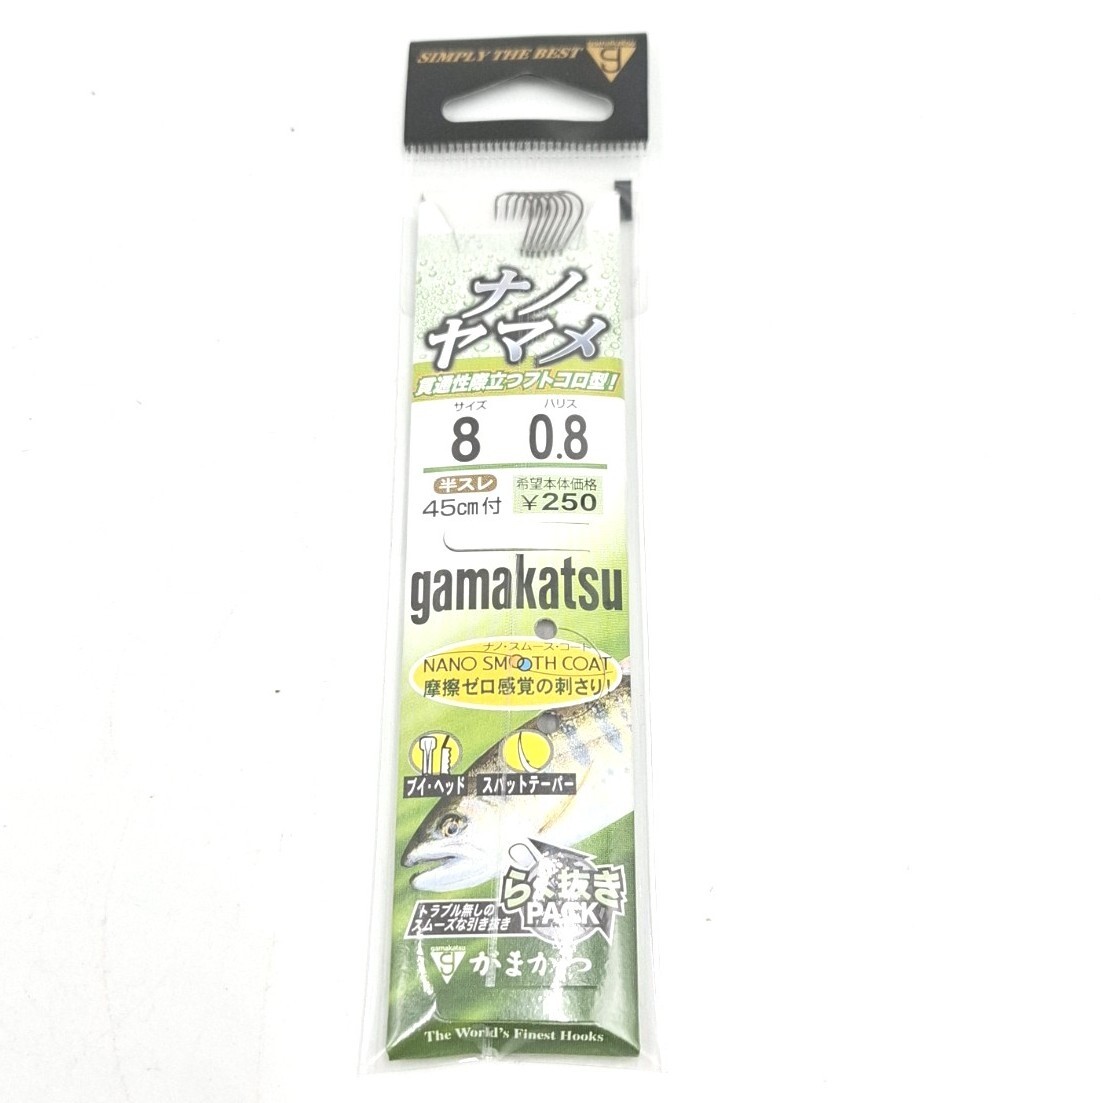 SIMPLY THE BEST
gamakatsu
ナノ
ヤマメ
貫通性際立つフトコロ型!
サイズ ハリス
8 0.8
半スレ 希望本体価格
45cm付 ¥250
gamakatsu
ナノ・スムース・コート
NANO SMOOTH COAT
摩擦ゼロ感覚の刺さり!
ブイ・ヘッド スパットテーパー
らく抜き
PACK
トラブル無しの
スムーズな引き抜き
gamakatsu
がまかつ
The World's Finest Hooks